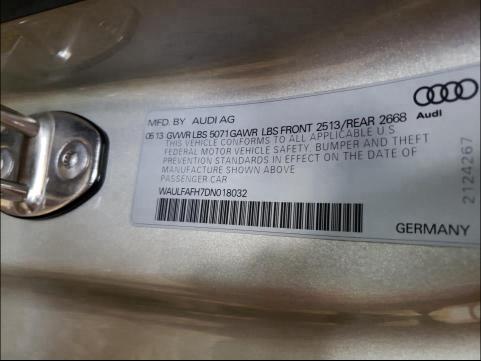 MFD. BY AUDI AG
0513 GVWR LBS 5071 GAWR LBS FRONT 2513/REAR 2668
THIS VEHICLE CONFORMS TO ALL APPLICABLE U.S
FEDERAL MOTOR VEHICLE SAFETY, BUMPER AND THEFT
PREVENTION STANDARDS IN EFFECT ON THE DATE OF
MANUFACTURE SHOWN ABOVE
PASSENGER CAR
WAULFAFH7DN018032
Audi
2124267
GERMANY